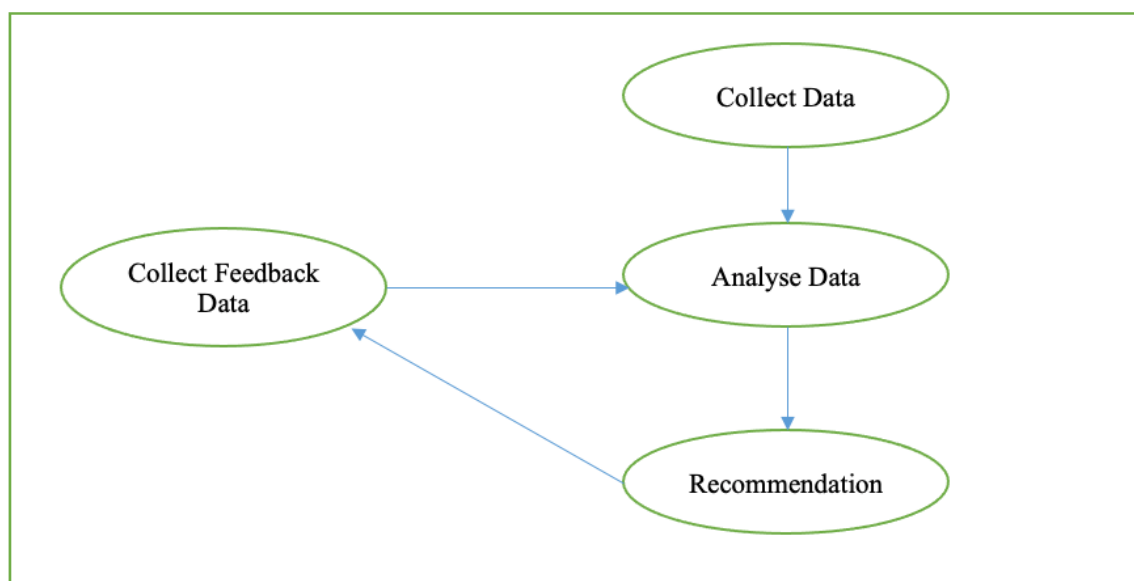 Collect Data
Collect Feedback
Data
Analyse Data
Recommendation